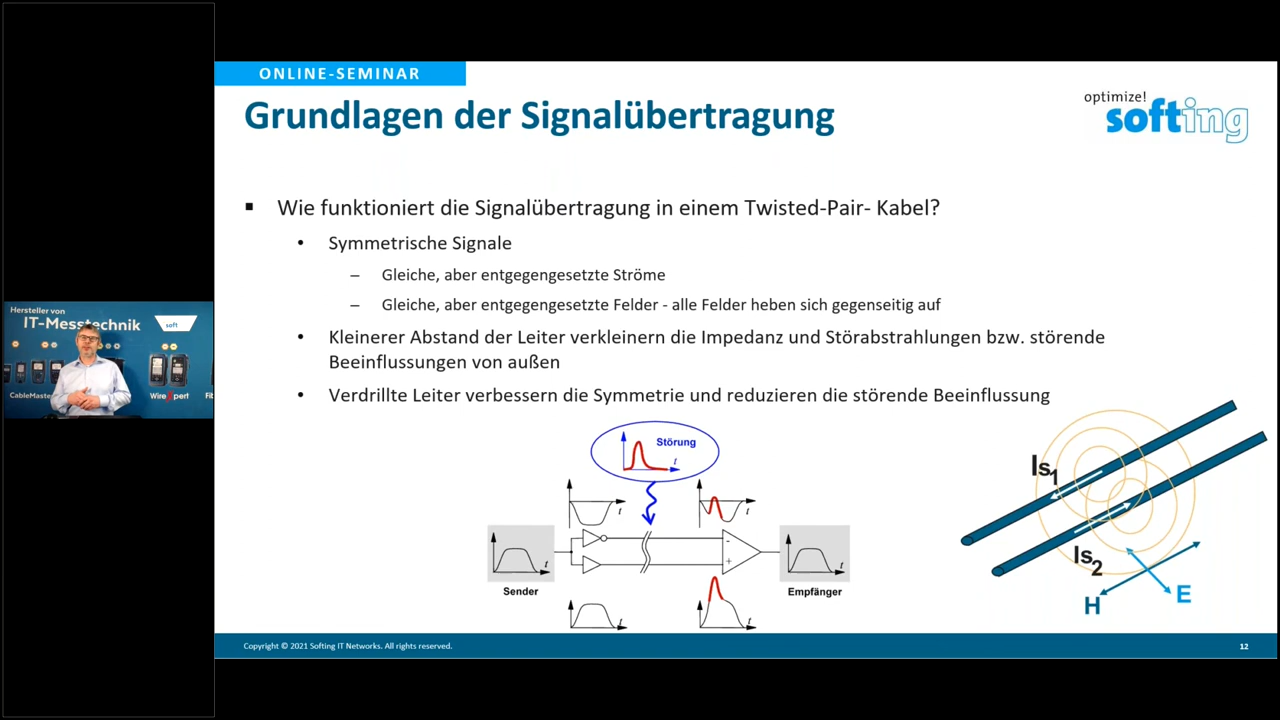 ONLINE-SEMINAR
Grundlagen der Signalübertragung
optimize!
softing
▪ Wie funktioniert die Signalübertragung in einem Twisted-Pair- Kabel?
• Symmetrische Signale
– Gleiche, aber entgegengesetzte Ströme
– Gleiche, aber entgegengesetzte Felder - alle Felder heben sich gegenseitig auf
• Kleinerer Abstand der Leiter verkleinern die Impedanz und Störabstrahlungen bzw. störende
Beeinflussungen von außen
• Verdrillte Leiter verbessern die Symmetrie und reduzieren die störende Beeinflussung
Hersteller von
IT-Messtechnik
soft
CableMaste
WireXpert
Fib
Störung
t
t
t
t
- 
+
t
Sender
Empfänger
t
t
Is1
Is2
H
E
Copyright © 2021 Softing IT Networks. All rights reserved.
12